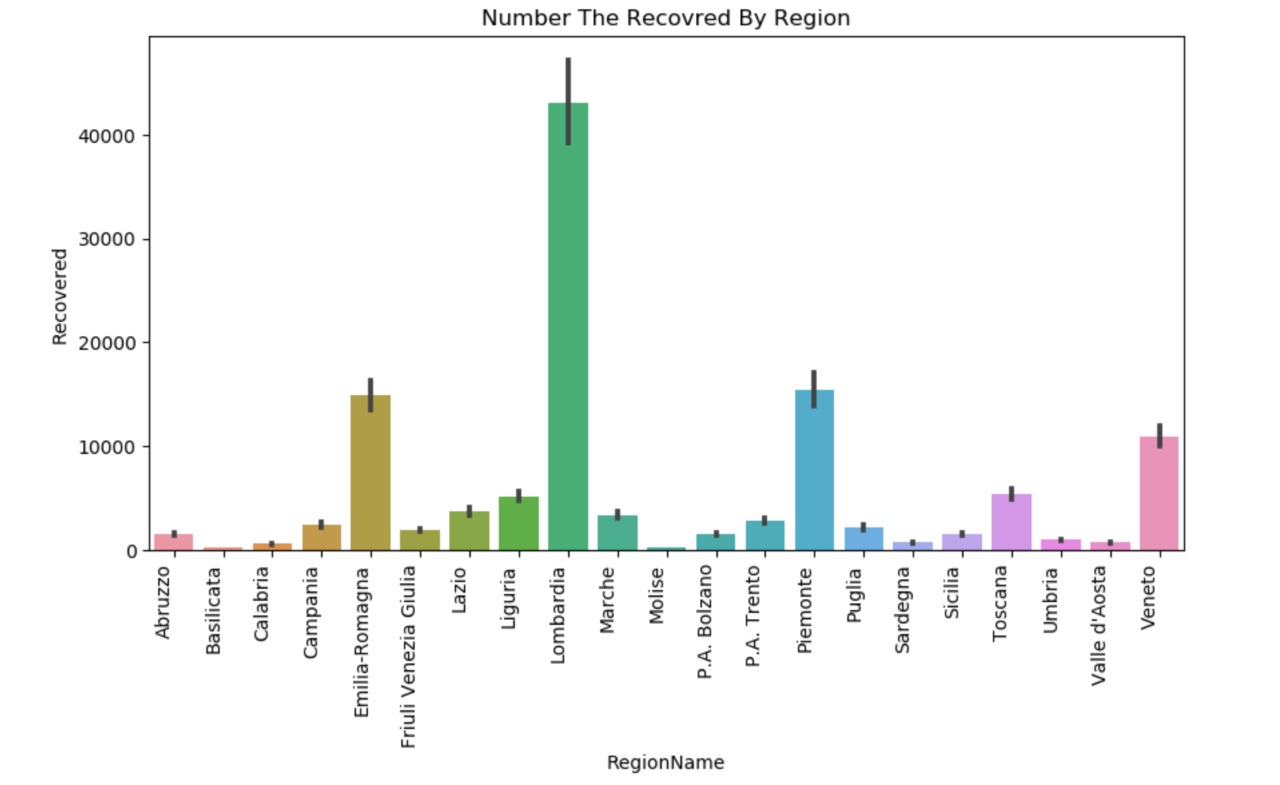 Number The Recovred By Region
Recovered
40000
30000
20000
10000
0
Abruzzo
Basilicata
Calabria
Campania
Emilia-Romagna
Friuli Venezia Giulia
Lazio
Liguria
Lombardia
Marche
Molise
P.A. Bolzano
P.A. Trento
Piemonte
Puglia
Sardegna
Sicilia
Toscana
Umbria
Valle d'Aosta
Veneto
RegionName